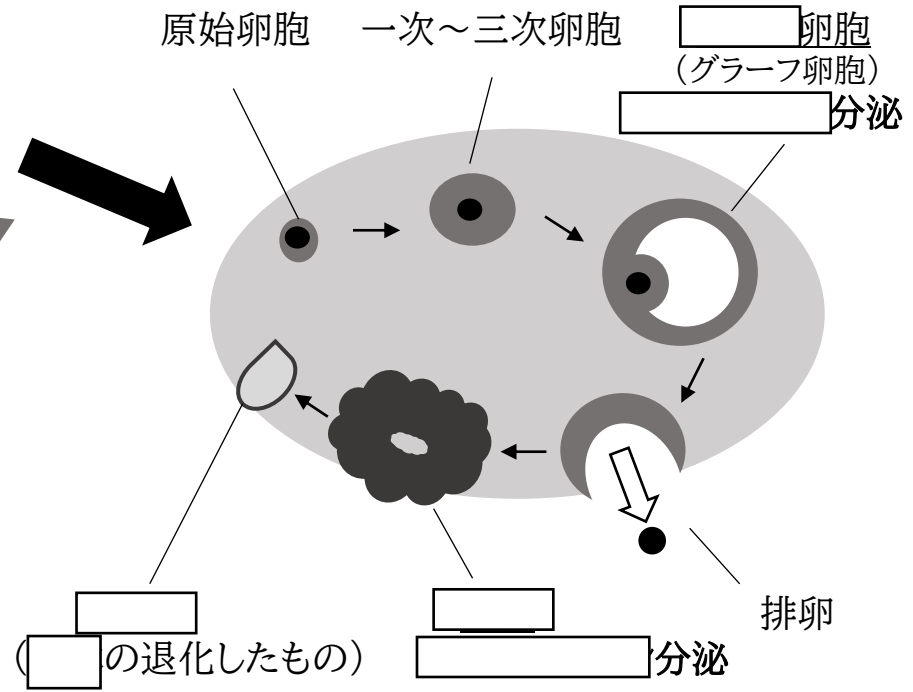 原始卵胞
一次～三次卵胞
卵胞
（グラーフ卵胞）
分泌
排卵
（の退化したもの）
分泌